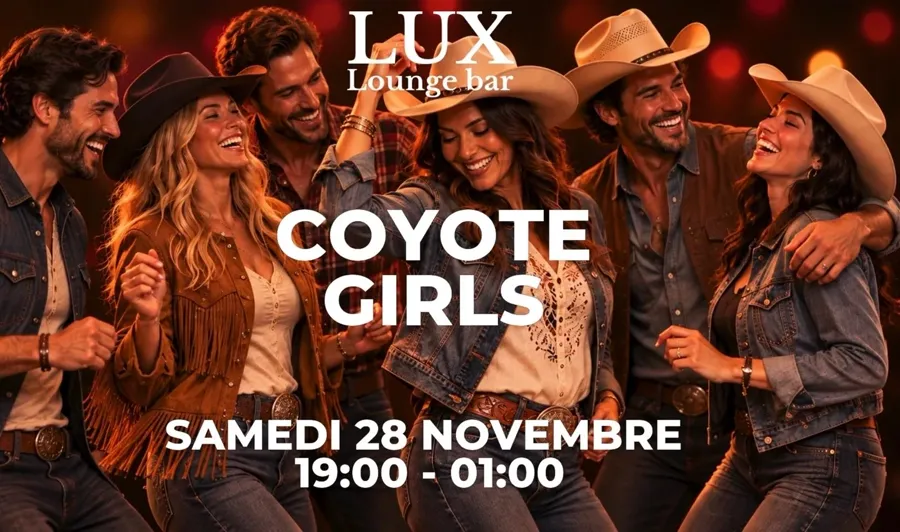 LUX
Lounge bar
COYOTE
GIRLS
SAMEDI 28 NOVEMBRE
19:00 - 01:00